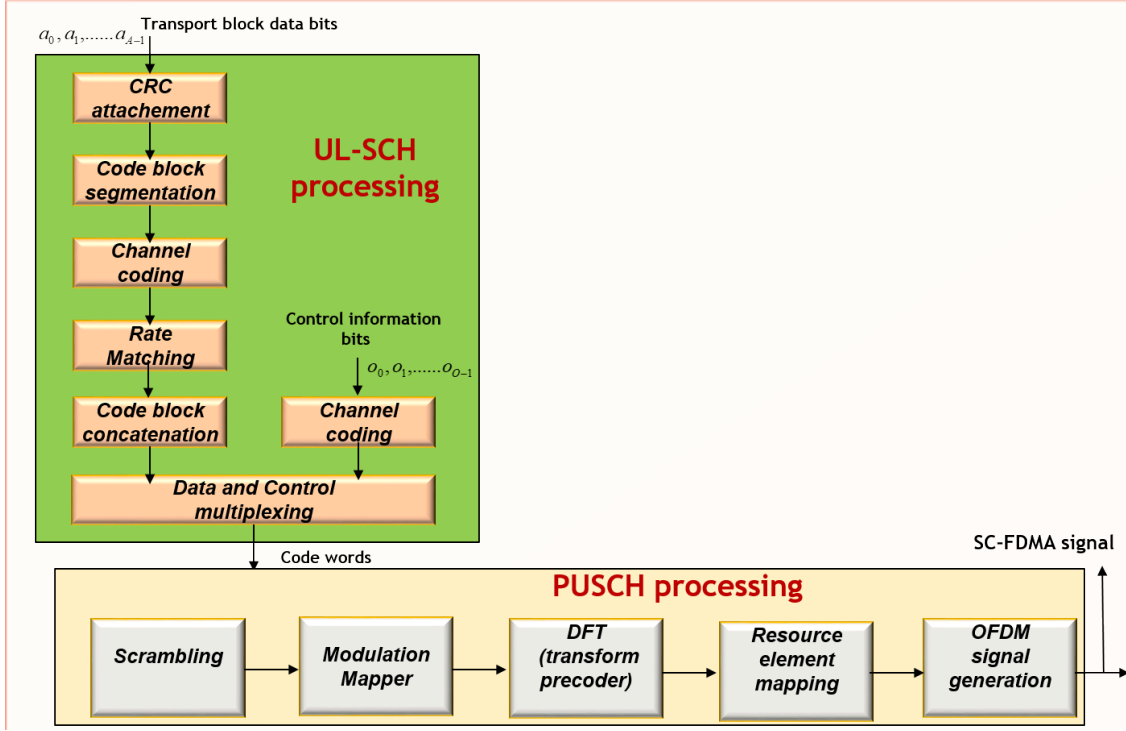 Transport block data bits
a₀, a₁,......a_{A−1}
CRC
attachement
Code block
segmentation
UL-SCH
processing
Channel
coding
Rate
Matching
Control information
bits
o₀, o₁,......o_{O−1}
Code block
concatenation
Channel
coding
Data and Control
multiplexing
Code words
SC-FDMA signal
PUSCH processing
Scrambling
Modulation
Mapper
DFT
(transform
precoder)
Resource
element
mapping
OFDM
signal
generation